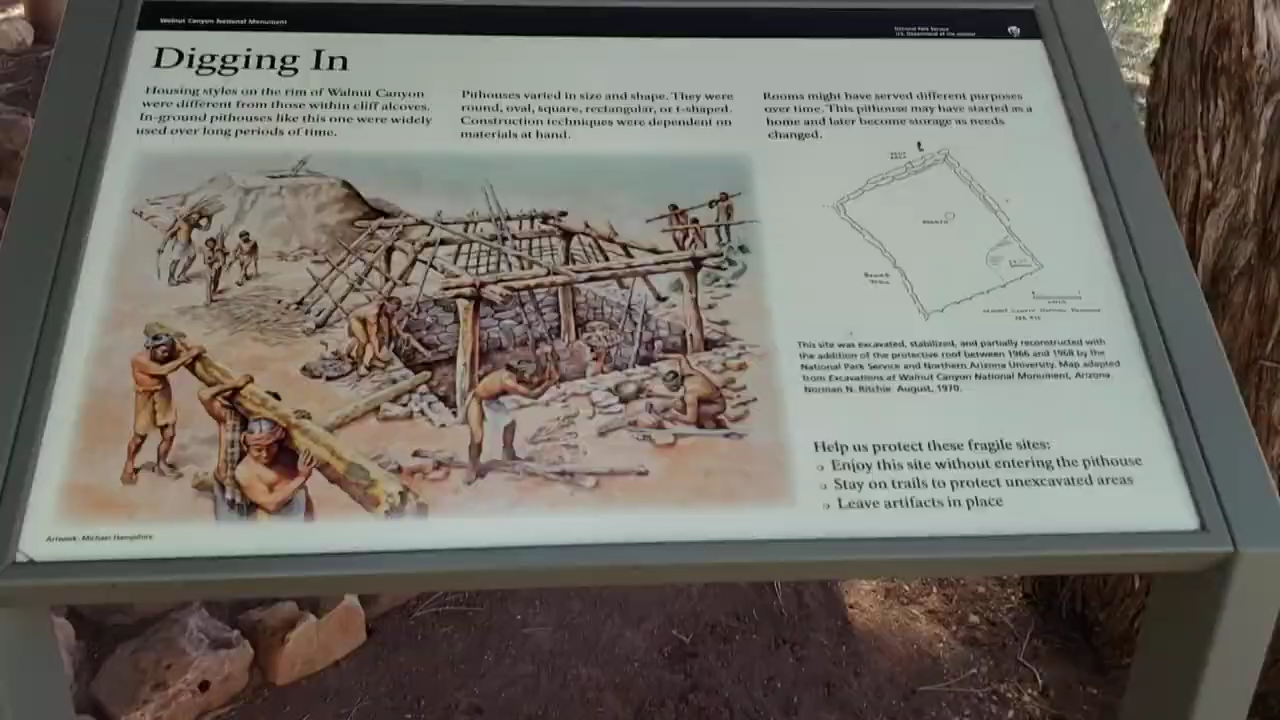 Walnut Canyon National Monument
National Park Service
U.S. Department of the Interior
Digging In
Housing styles on the rim of Walnut Canyon
were different from those within cliff alcoves.
In-ground pithouses like this one were widely
used over long periods of time.
Pithouses varied in size and shape. They were
round, oval, square, rectangular, or t-shaped.
Construction techniques were dependent on
materials at hand.
Rooms might have served different purposes
over time. This pithouse may have started as a
home and later become storage as needs
changed.
This site was excavated, stabilized, and partially reconstructed with
the addition of the protective roof between 1966 and 1968 by the
National Park Service and Northern Arizona University. Map adapted
from Excavations at Walnut Canyon National Monument, Arizona.
Norman N. Ritchie August, 1970.
Help us protect these fragile sites:
Enjoy this site without entering the pithouse
Stay on trails to protect unexcavated areas
Leave artifacts in place
Artwork: Michael Hampshire